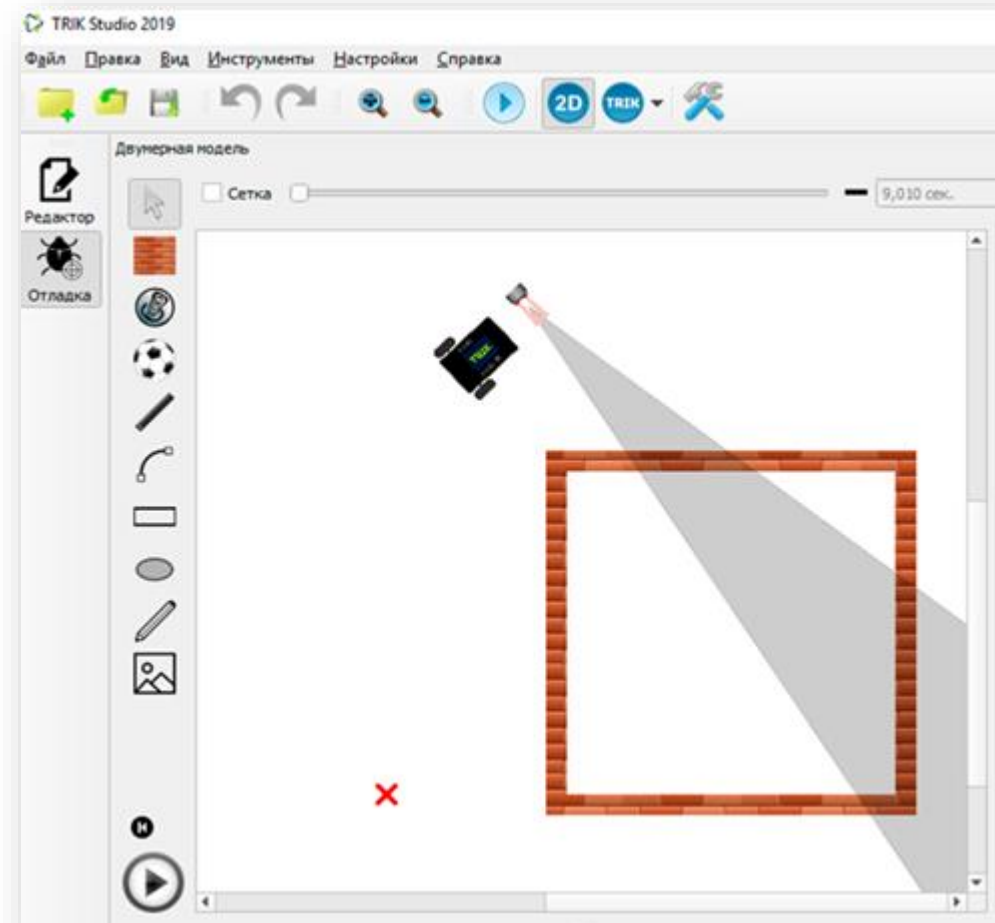 TRIK Studio 2019
Файл Правка Вид Инструменты Настройки Справка
2D TRIK
Двумерная модель
Редактор
Сетка
9,010 сек.
Отладка
TRIK